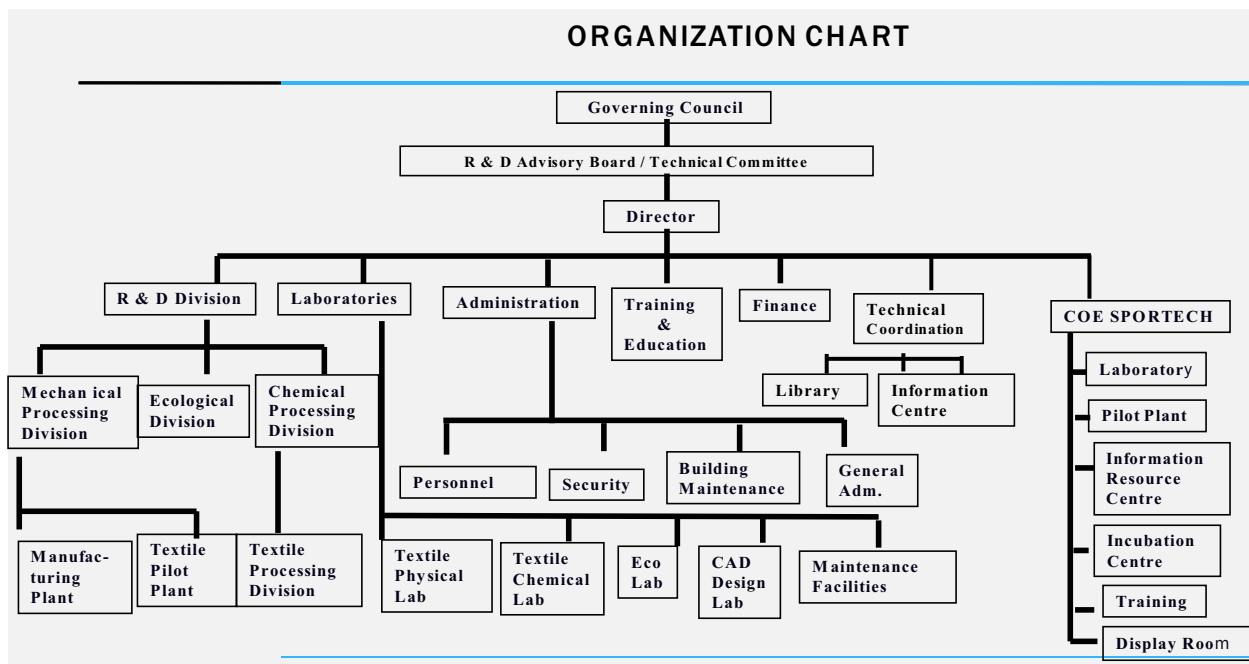 ORGANIZATION CHART
Governing Council
R & D Advisory Board / Technical Committee
Director
R & D Division
Laboratories
Administration
Training
&
Education
Finance
Technical
Coordination
COE SPORTECH
Mechanical
Processing
Division
Ecological
Division
Chemical
Processing
Division
Library
Information
Centre
Laboratory
Pilot Plant
Information
Resource
Centre
Incubation
Centre
Training
Display Room
Personnel
Security
Building
Maintenance
General
Adm.
Manufac-
turing
Plant
Textile
Pilot
Plant
Textile
Processing
Division
Textile
Physical
Lab
Textile
Chemical
Lab
Eco
Lab
CAD
Design
Lab
Maintenance
Facilities